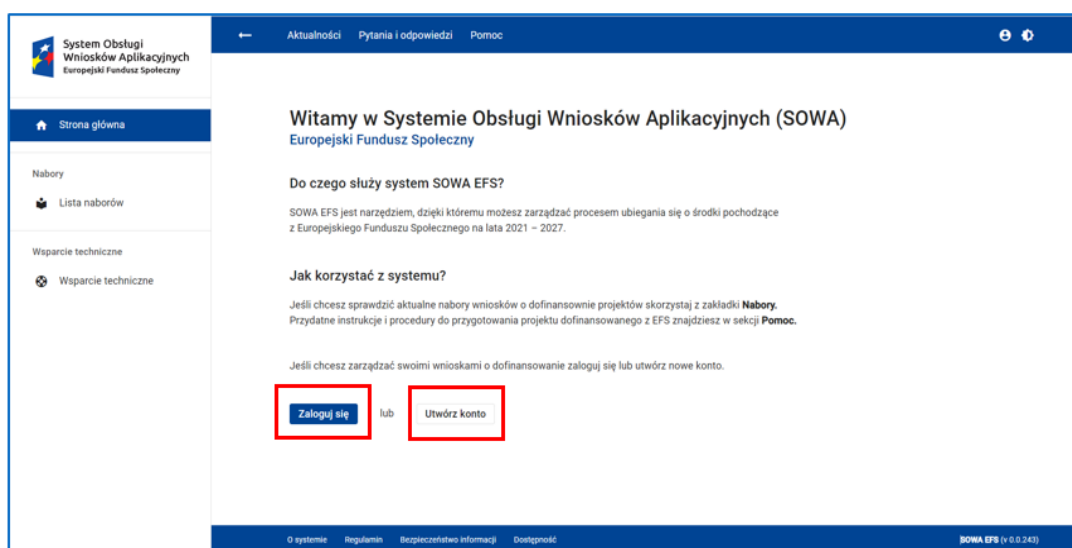 System Obsługi
Wniosków Aplikacyjnych
Europejski Fundusz Społeczny
Aktualności Pytania i odpowiedzi Pomoc
Strona główna
Nabory
Lista naborów
Wsparcie techniczne
Wsparcie techniczne
Witamy w Systemie Obsługi Wniosków Aplikacyjnych (SOWA)
Europejski Fundusz Społeczny
Do czego służy system SOWA EFS?
SOWA EFS jest narzędziem, dzięki któremu możesz zarządzać procesem ubiegania się o środki pochodzące
z Europejskiego Funduszu Społecznego na lata 2021 – 2027.
Jak korzystać z systemu?
Jeśli chcesz sprawdzić aktualne nabory wniosków o dofinansownie projektów skorzystaj z zakładki Nabory.
Przydatne instrukcje i procedury do przygotowania projektu dofinansowanego z EFS znajdziesz w sekcji Pomoc.
Jeśli chcesz zarządzać swoimi wnioskami o dofinansowanie zaloguj się lub utwórz nowe konto.
Zaloguj się lub Utwórz konto
O systemie Regulamin Bezpieczeństwo informacji Dostępność SOWA EFS (v 0.0.243)